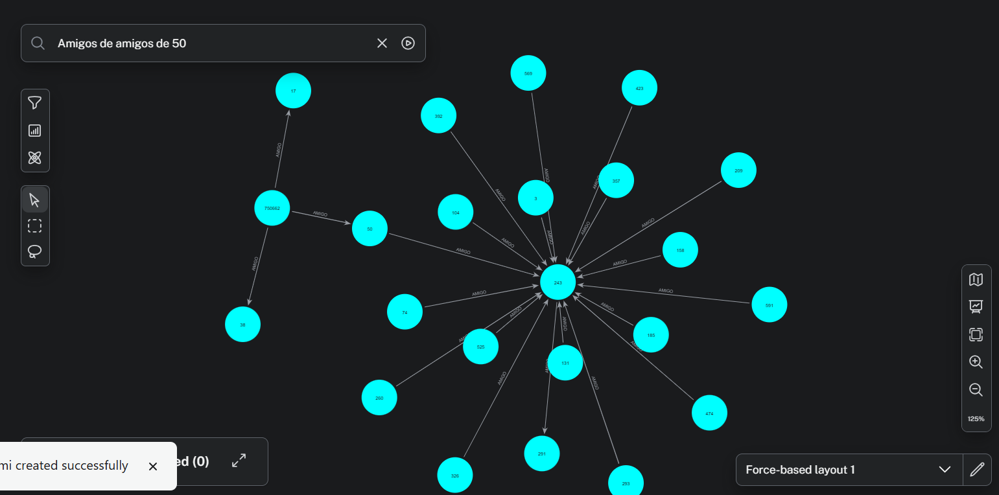 Amigos de amigos de 50
569
17
423
392
AMIGO
209
AMIGO
357
AMIGO
AMIGO
3
750662
104
AMIGO
AMIGO
50
AMIGO
AMIGO
AMIGO
AMIGO
158
AMIGO
AMIGO
AMIGO
243
AMIGO
AMIGO
74
591
AMIGO
AMIGO
AMIGO
185
525
AMIGO
38
131
AMIGO
AMIGO
260
474
125%
291
mi created successfully
ed (0)
Force-based layout 1
326
293